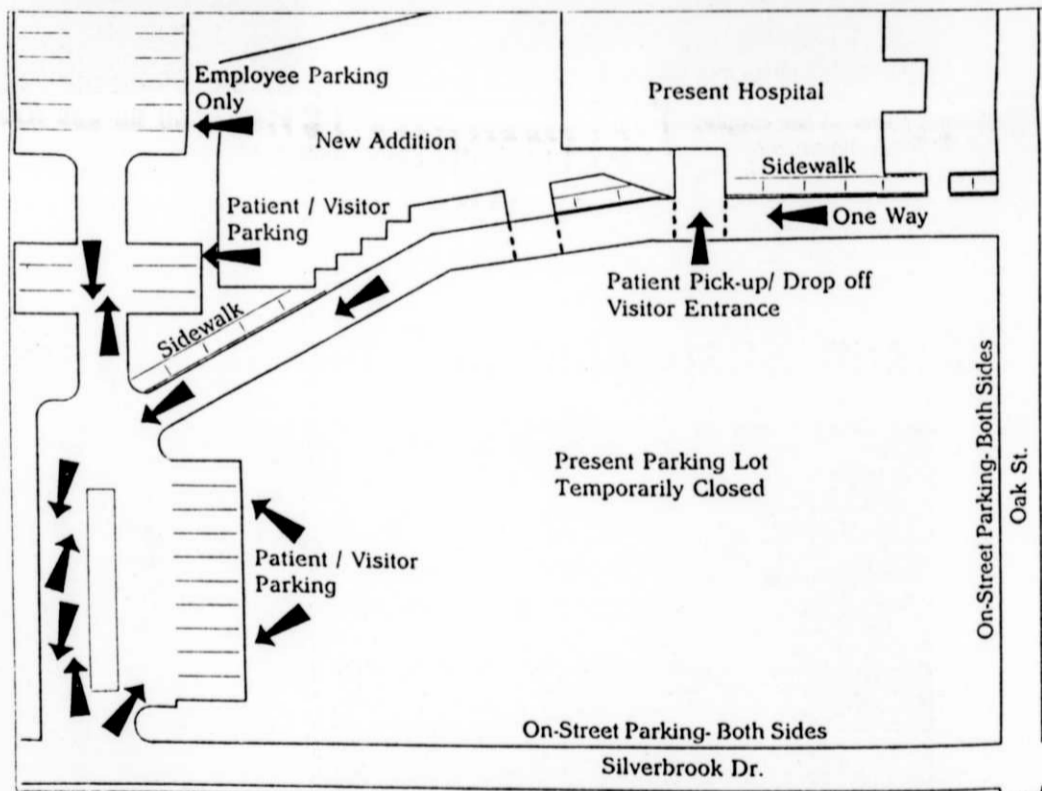 Employee Parking
Only
Present Hospital
New Addition
Sidewalk
Patient / Visitor
Parking
One Way
Patient Pick-up/ Drop off
Visitor Entrance
Sidewalk
On-Street Parking- Both Sides
Oak St.
Present Parking Lot
Temporarily Closed
Patient / Visitor
Parking
On-Street Parking- Both Sides
Silverbrook Dr.